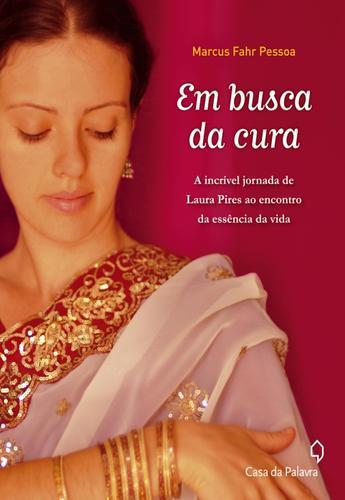 Marcus Fahr Pessoa
Em busca
da cura
A incrível jornada de
Laura Pires ao encontro
da essência da vida
Casa da Palavra